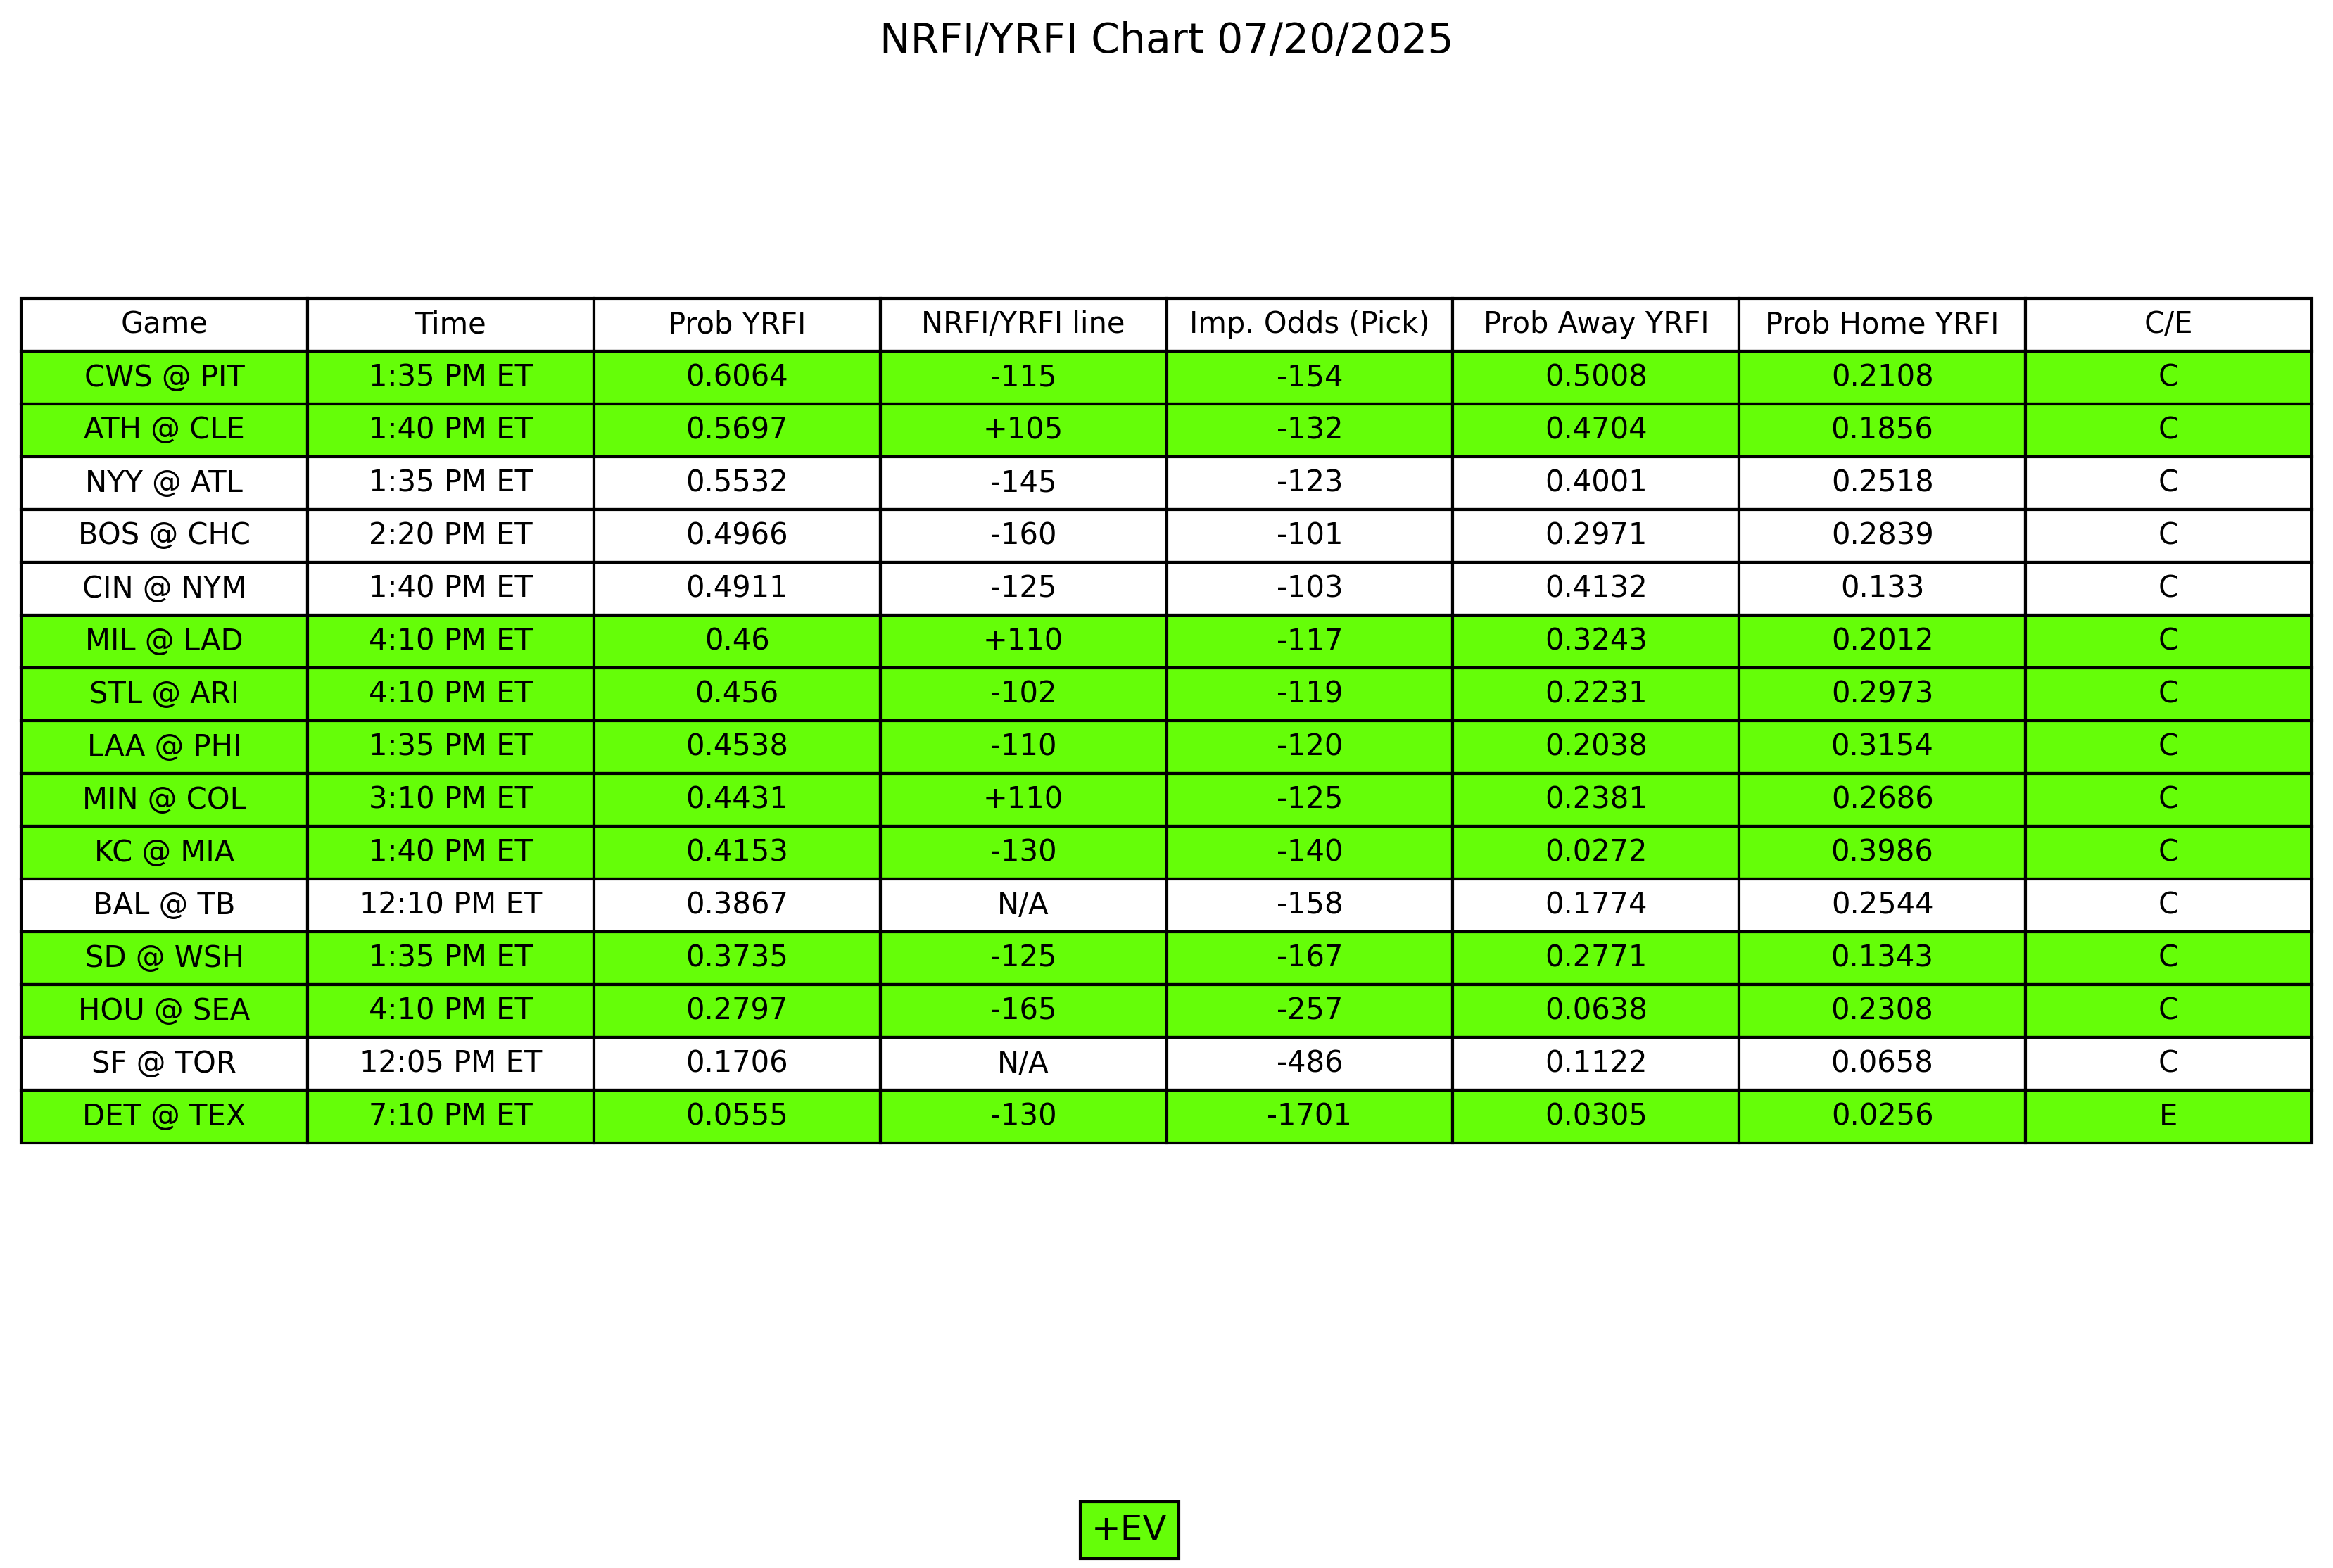 NRFI/YRFI Chart 07/20/2025
Game Time Prob YRFI NRFI/YRFI line Imp. Odds (Pick) Prob Away YRFI Prob Home YRFI C/E
CWS @ PIT 1:35 PM ET 0.6064 -115 -154 0.5008 0.2108 C
ATH @ CLE 1:40 PM ET 0.5697 +105 -132 0.4704 0.1856 C
NYY @ ATL 1:35 PM ET 0.5532 -145 -123 0.4001 0.2518 C
BOS @ CHC 2:20 PM ET 0.4966 -160 -101 0.2971 0.2839 C
CIN @ NYM 1:40 PM ET 0.4911 -125 -103 0.4132 0.133 C
MIL @ LAD 4:10 PM ET 0.46 +110 -117 0.3243 0.2012 C
STL @ ARI 4:10 PM ET 0.456 -102 -119 0.2231 0.2973 C
LAA @ PHI 1:35 PM ET 0.4538 -110 -120 0.2038 0.3154 C
MIN @ COL 3:10 PM ET 0.4431 +110 -125 0.2381 0.2686 C
KC @ MIA 1:40 PM ET 0.4153 -130 -140 0.0272 0.3986 C
BAL @ TB 12:10 PM ET 0.3867 N/A -158 0.1774 0.2544 C
SD @ WSH 1:35 PM ET 0.3735 -125 -167 0.2771 0.1343 C
HOU @ SEA 4:10 PM ET 0.2797 -165 -257 0.0638 0.2308 C
SF @ TOR 12:05 PM ET 0.1706 N/A -486 0.1122 0.0658 C
DET @ TEX 7:10 PM ET 0.0555 -130 -1701 0.0305 0.0256 E
+EV